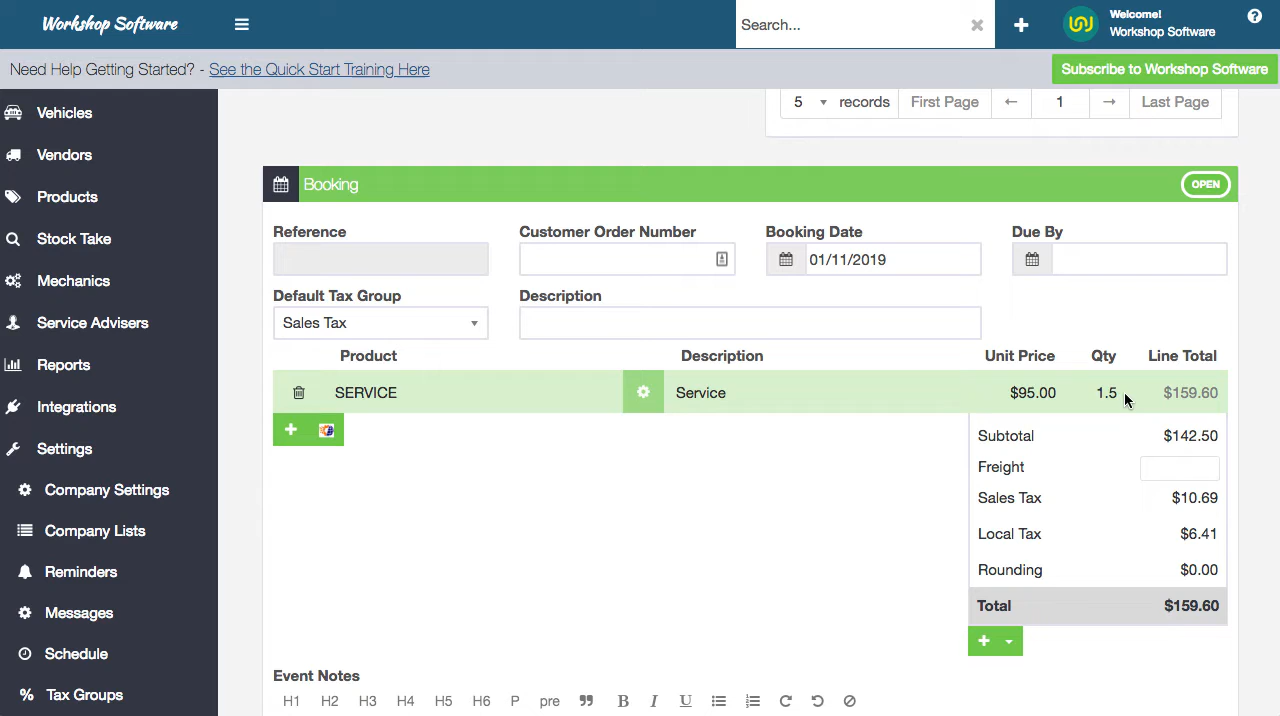 Workshop Software
Search...
Welcome!
Workshop Software
Need Help Getting Started? - See the Quick Start Training Here
Subscribe to Workshop Software
Vehicles
Vendors
Products
Stock Take
Mechanics
Service Advisers
Reports
Integrations
Settings
Company Settings
Company Lists
Reminders
Messages
Schedule
% Tax Groups
5 records First Page ← 1 → Last Page
Booking
OPEN
Reference Customer Order Number Booking Date Due By
01/11/2019
Default Tax Group Description
Sales Tax
Product Description Unit Price Qty Line Total
SERVICE Service $95.00 1.5 $159.60
Subtotal $142.50
Freight
Sales Tax $10.69
Local Tax $6.41
Rounding $0.00
Total $159.60
Event Notes
H1 H2 H3 H4 H5 H6 P pre B I U